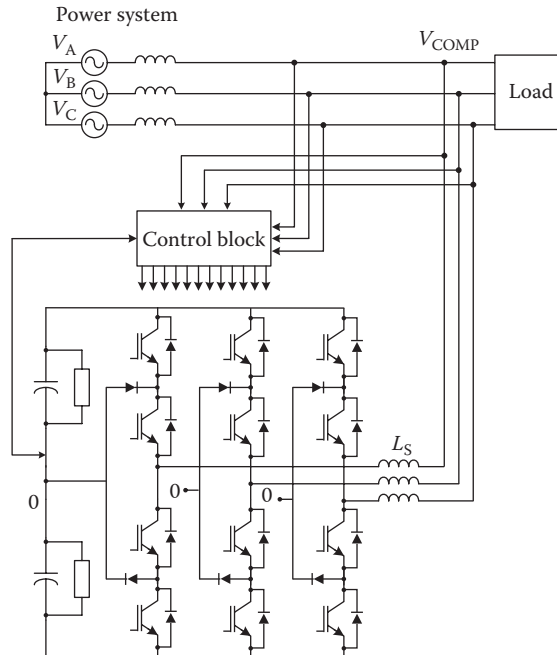 Power system
V_A
V_COMP
V_B
Load
V_C
Control block
L_S
0
0
0